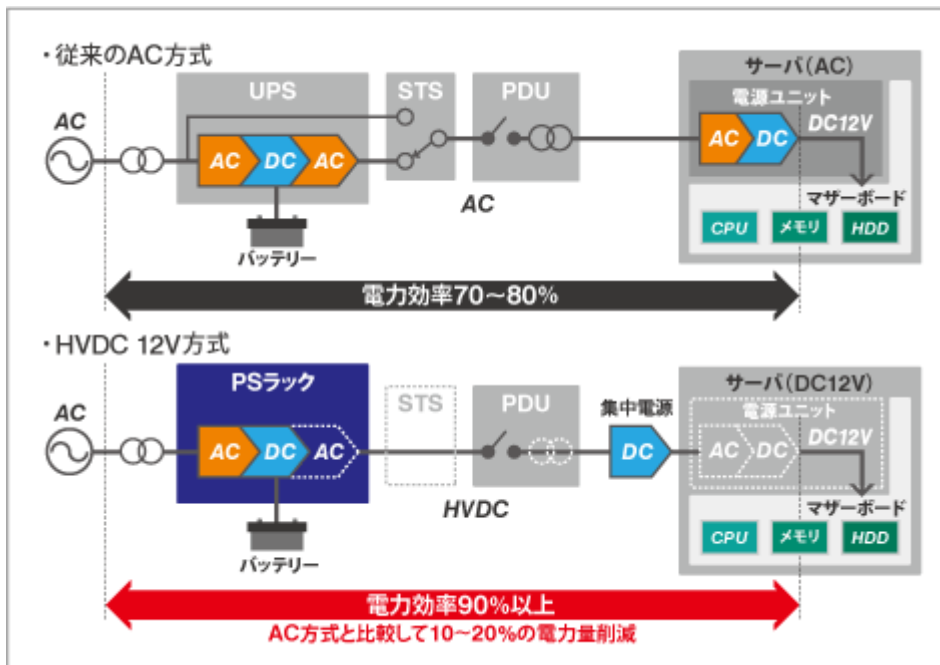 ・従来のAC方式
AC
UPS
AC DC AC
バッテリー
STS
PDU
AC
サーバ(AC)
電源ユニット
AC DC
DC12V
マザーボード
CPU メモリ HDD
電力効率70〜80%
・HVDC 12V方式
AC
PSラック
AC DC AC
バッテリー
STS
PDU
HVDC
集中電源
DC
サーバ(DC12V)
電源ユニット
AC DC
DC12V
マザーボード
CPU メモリ HDD
電力効率90%以上
AC方式と比較して10〜20%の電力量削減